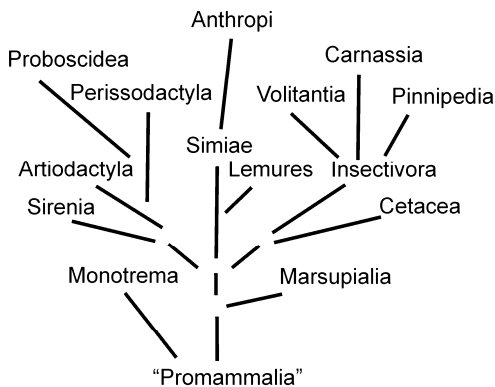 Anthropi
Proboscidea
Carnassia
Perissodactyla
Volitantia
Pinnipedia
Simiae
Artiodactyla
Lemures
Insectivora
Sirenia
Cetacea
Monotrema
Marsupialia
“Promammalia”